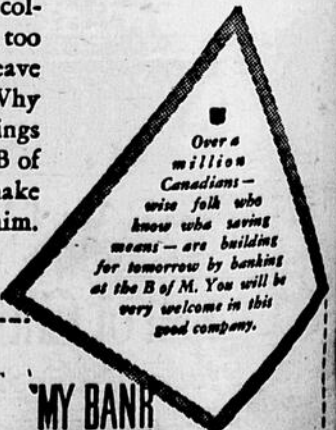 col-
too
eave
Why
ings
B of
ake
im.
Over a
million
Canadians —
wise folk who
know wha saving
means — are building
for tomorrow by banking
at the B of M. You will be
very welcome in this
good company.
MY BANK